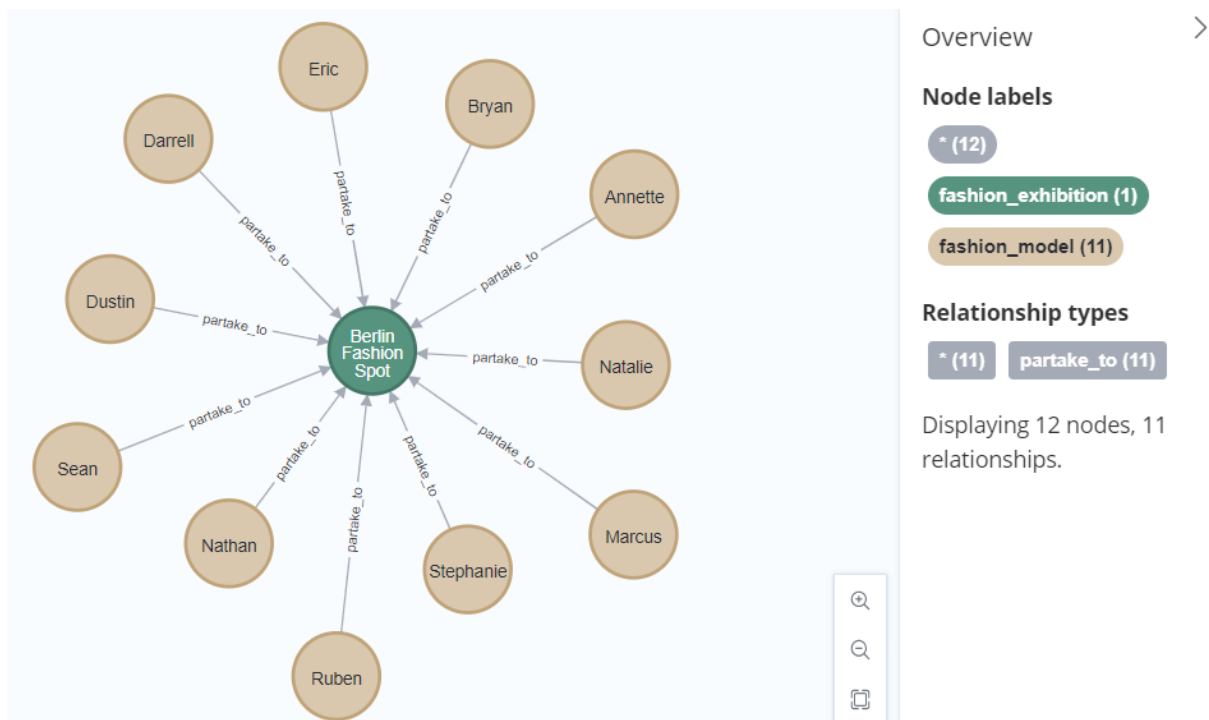 Eric
Bryan
Darrell
Annette
partake_to
partake_to
partake_to
partake_to
Dustin
partake_to
Berlin
Fashion
Spot
partake_to
Natalie
partake_to
partake_to
partake_to
partake_to
partake_to
Sean
Nathan
Marcus
Stephanie
Ruben
Overview
Node labels
* (12)
fashion_exhibition (1)
fashion_model (11)
Relationship types
* (11) partake_to (11)
Displaying 12 nodes, 11
relationships.